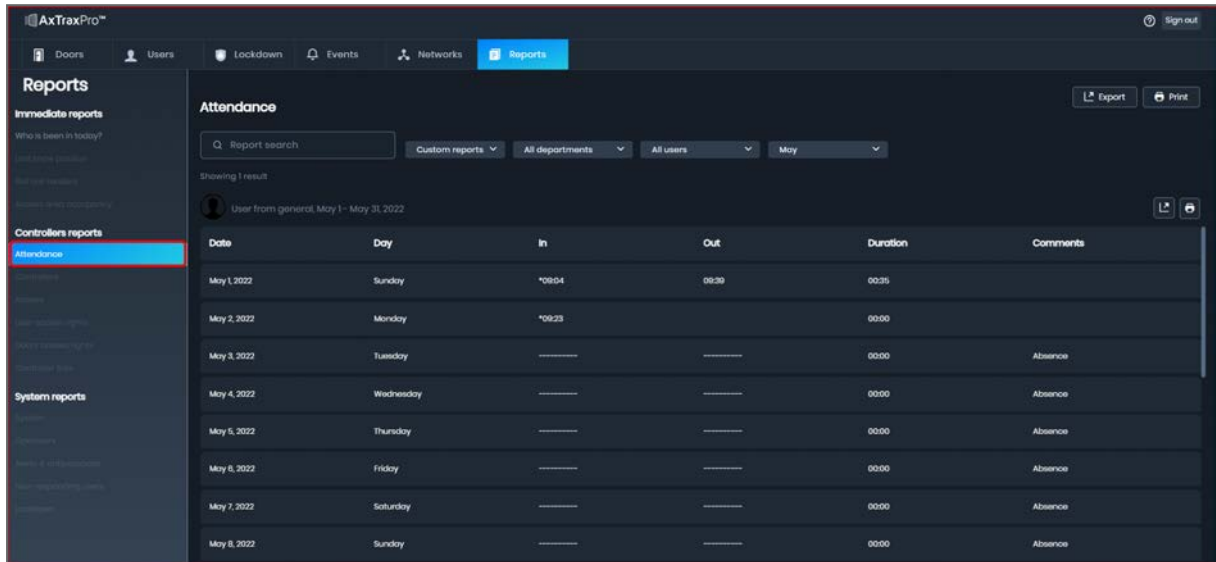 AxTraxPro™
Sign out
Doors Users Lockdown Events Networks Reports
Reports
Immediate reports
Who is been in today?
Controllers reports
Attendance
System reports
Export Print
Attendance
Report search Custom reports All departments All users May
Showing 1 result
User from general, May 1 - May 31, 2022
Date Day In Out Duration Comments
May 1, 2022 Sunday *09:04 09:39 00:35
May 2, 2022 Monday *09:23 00:00
May 3, 2022 Tuesday ---------- ---------- 00:00 Absence
May 4, 2022 Wednesday ---------- ---------- 00:00 Absence
May 5, 2022 Thursday ---------- ---------- 00:00 Absence
May 6, 2022 Friday ---------- ---------- 00:00 Absence
May 7, 2022 Saturday ---------- ---------- 00:00 Absence
May 8, 2022 Sunday ---------- ---------- 00:00 Absence